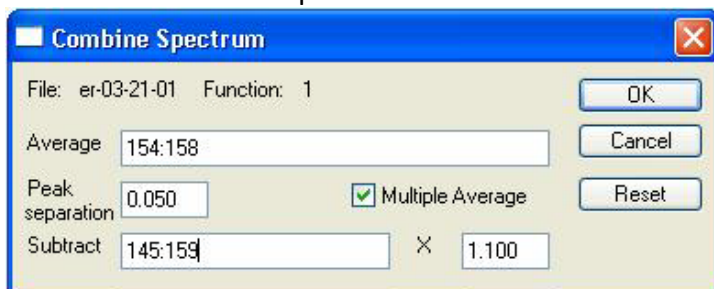 Combine Spectrum
File: er-03-21-01 Function: 1
OK
Average 154:158
Cancel
Peak separation 0.050
Multiple Average
Reset
Subtract 145:159 X 1.100